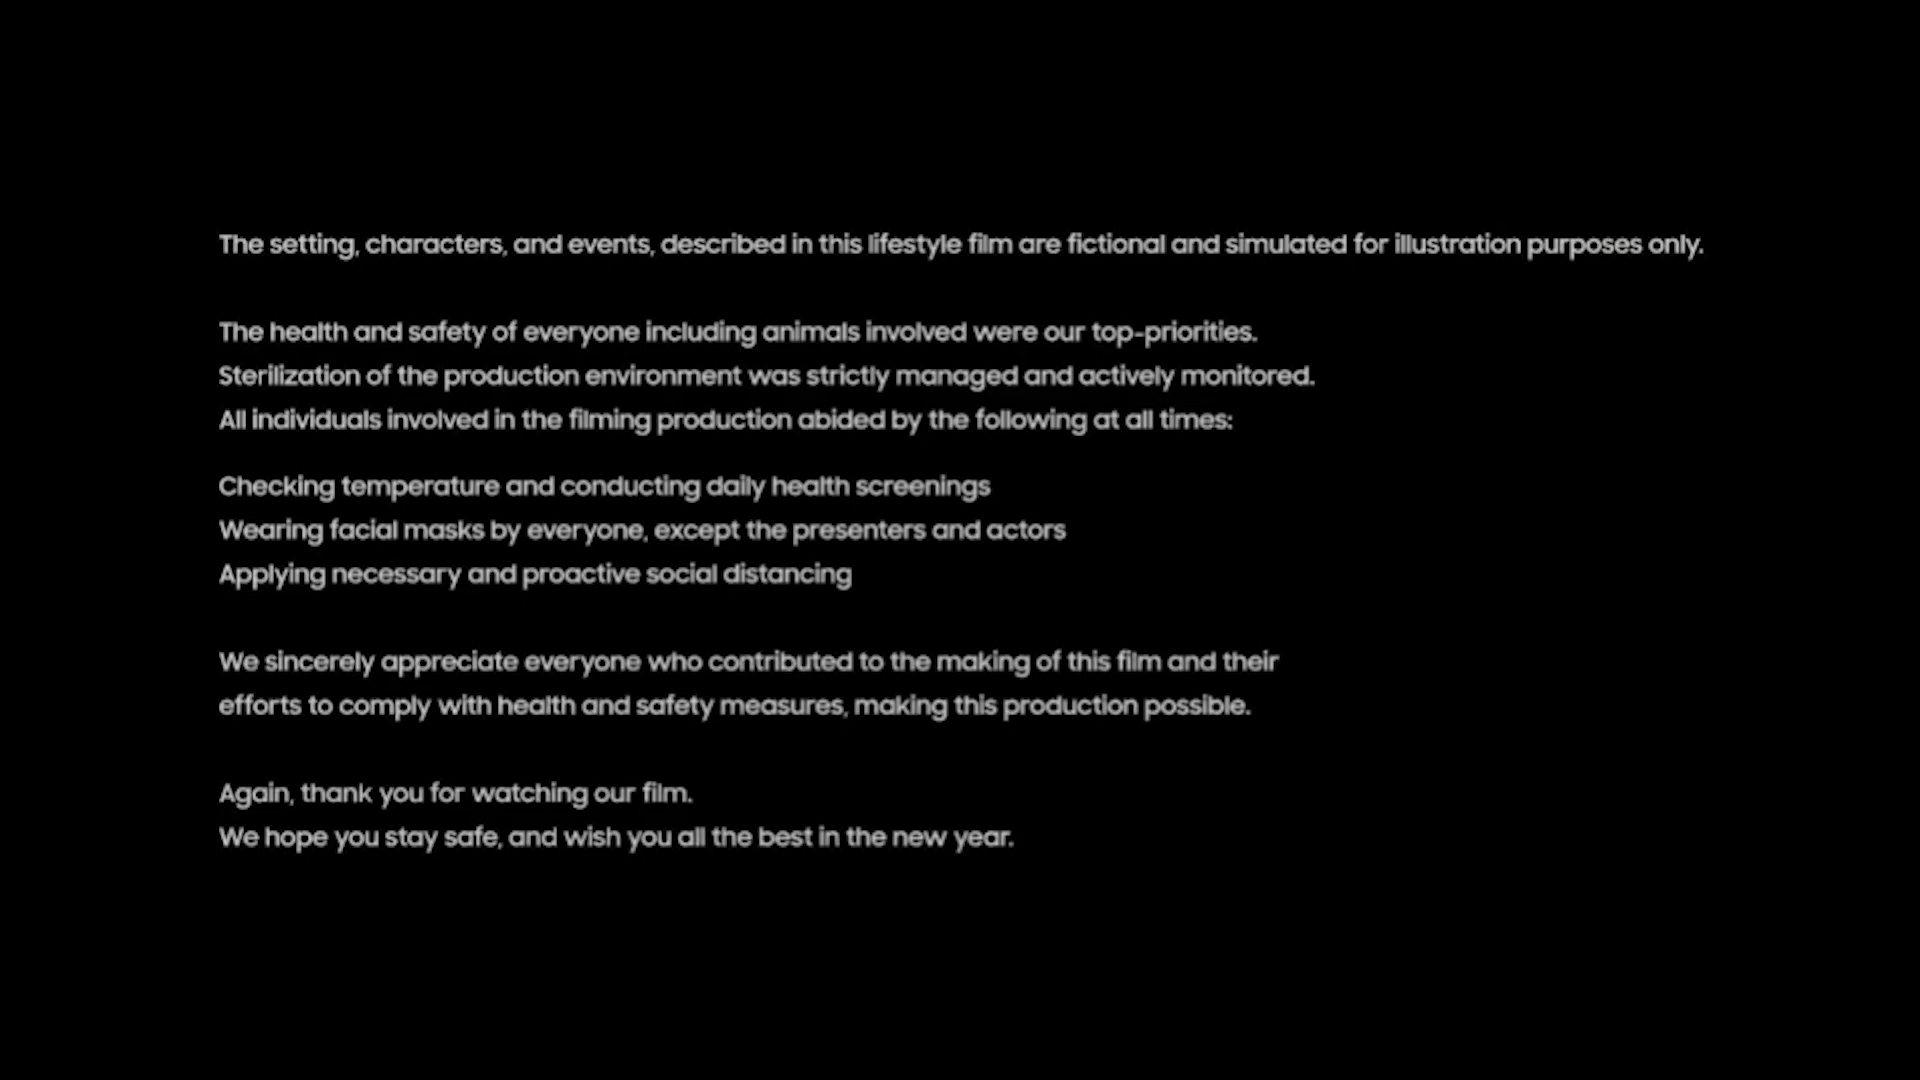 The setting, characters, and events, described in this lifestyle film are fictional and simulated for illustration purposes only.
The health and safety of everyone including animals involved were our top-priorities.
Sterilization of the production environment was strictly managed and actively monitored.
All individuals involved in the filming production abided by the following at all times:
Checking temperature and conducting daily health screenings
Wearing facial masks by everyone, except the presenters and actors
Applying necessary and proactive social distancing
We sincerely appreciate everyone who contributed to the making of this film and their
efforts to comply with health and safety measures, making this production possible.
Again, thank you for watching our film.
We hope you stay safe, and wish you all the best in the new year.